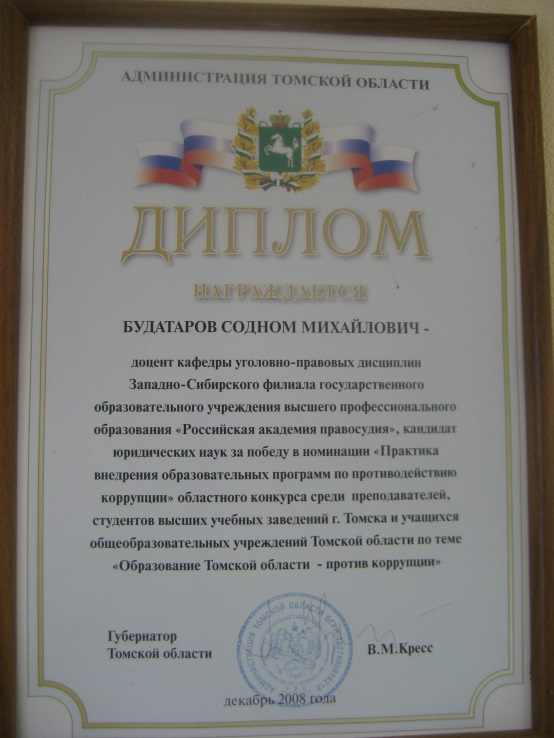 АДМИНИСТРАЦИЯ ТОМСКОЙ ОБЛАСТИ
ДИПЛОМ
НАГРАЖДАЕТСЯ
БУДАТАРОВ СОДНОМ МИХАЙЛОВИЧ -
доцент кафедры уголовно-правовых дисциплин
Западно-Сибирского филиала государственного
образовательного учреждения высшего профессионального
образования «Российская академия правосудия», кандидат
юридических наук за победу в номинации «Практика
внедрения образовательных программ по противодействию
коррупции» областного конкурса среди преподавателей,
студентов высших учебных заведений г. Томска и учащихся
общеобразовательных учреждений Томской области по теме
«Образование Томской области - против коррупции»
Губернатор
Томской области
В.М.Кресс
АДМИНИСТРАЦИЯ ТОМСКОЙ ОБЛАСТИ
декабрь 2008 года